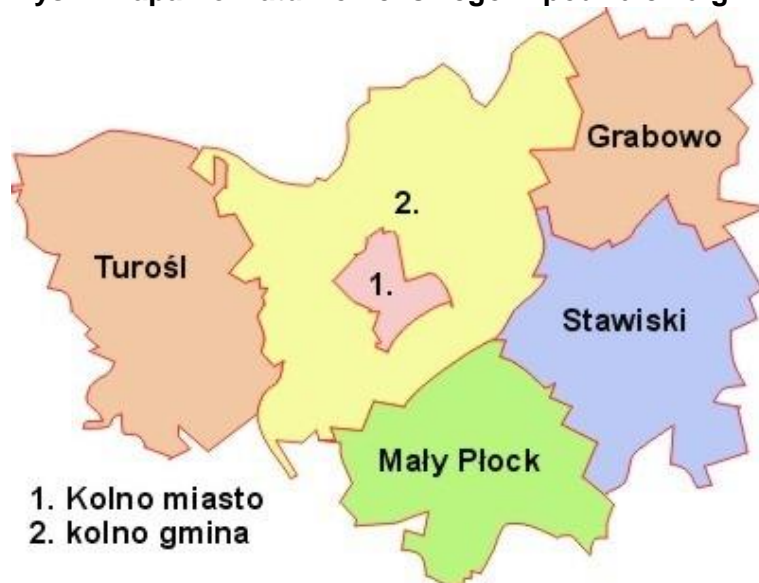 Grabowo
2.
Turośl
1.
Stawiski
Mały Płock
1. Kolno miasto
2. kolno gmina